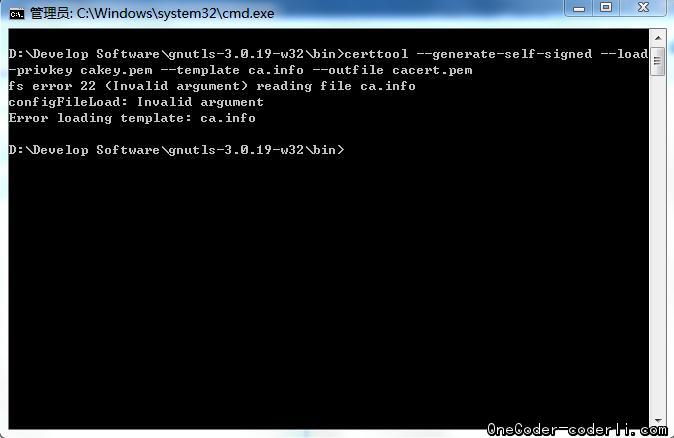 管理员: C:\Windows\system32\cmd.exe
D:\Develop Software\gnutls-3.0.19-w32\bin>certtool --generate-self-signed --load
-privkey cakey.pem --template ca.info --outfile cacert.pem
fs error 22 (Invalid argument) reading file ca.info
configFileLoad: Invalid argument
Error loading template: ca.info
D:\Develop Software\gnutls-3.0.19-w32\bin>
OneCoder-coderli.com